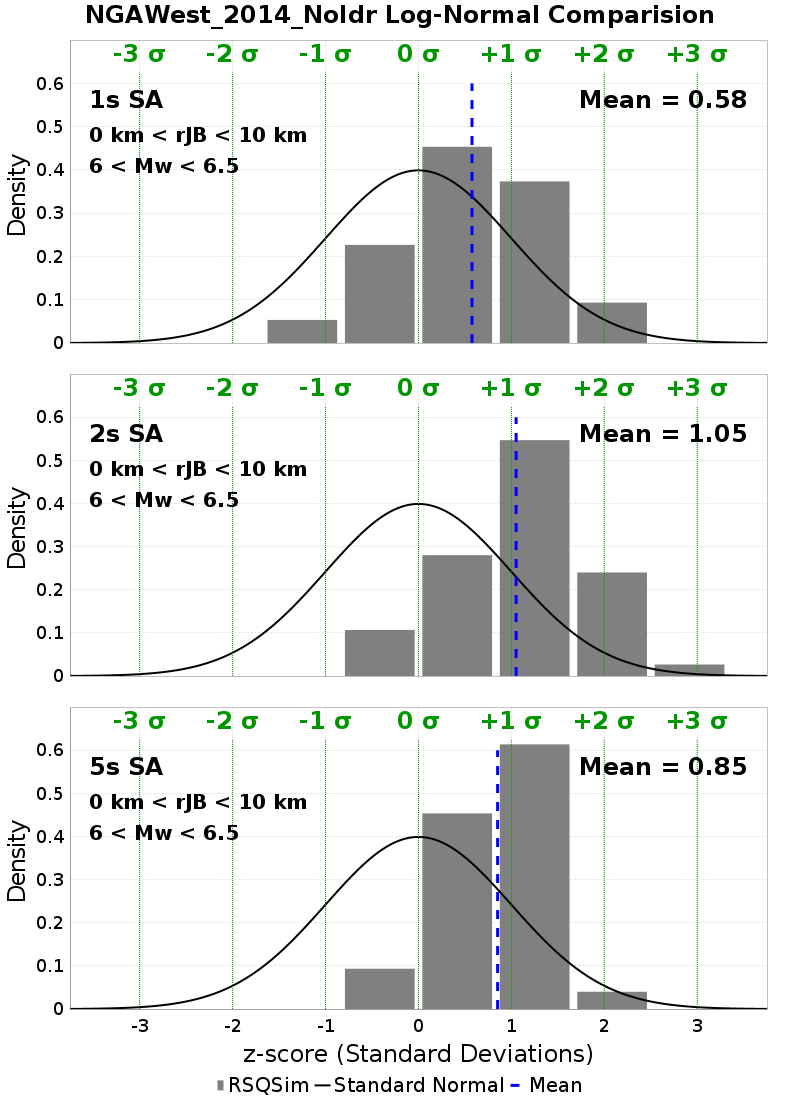 NGAWest_2014_NoIdr Log-Normal Comparision
-3 σ -2 σ -1 σ 0 σ +1 σ +2 σ +3 σ
1s SA Mean = 0.58
0 km < rJB < 10 km
6 < Mw < 6.5
0.6
0.5
0.4
0.3
0.2
0.1
0
Density
-3 σ -2 σ -1 σ 0 σ +1 σ +2 σ +3 σ
2s SA Mean = 1.05
0 km < rJB < 10 km
6 < Mw < 6.5
0.6
0.5
0.4
0.3
0.2
0.1
0
Density
-3 σ -2 σ -1 σ 0 σ +1 σ +2 σ +3 σ
5s SA Mean = 0.85
0 km < rJB < 10 km
6 < Mw < 6.5
0.6
0.5
0.4
0.3
0.2
0.1
0
Density
-3 -2 -1 0 1 2 3
z-score (Standard Deviations)
RSQSim Standard Normal Mean